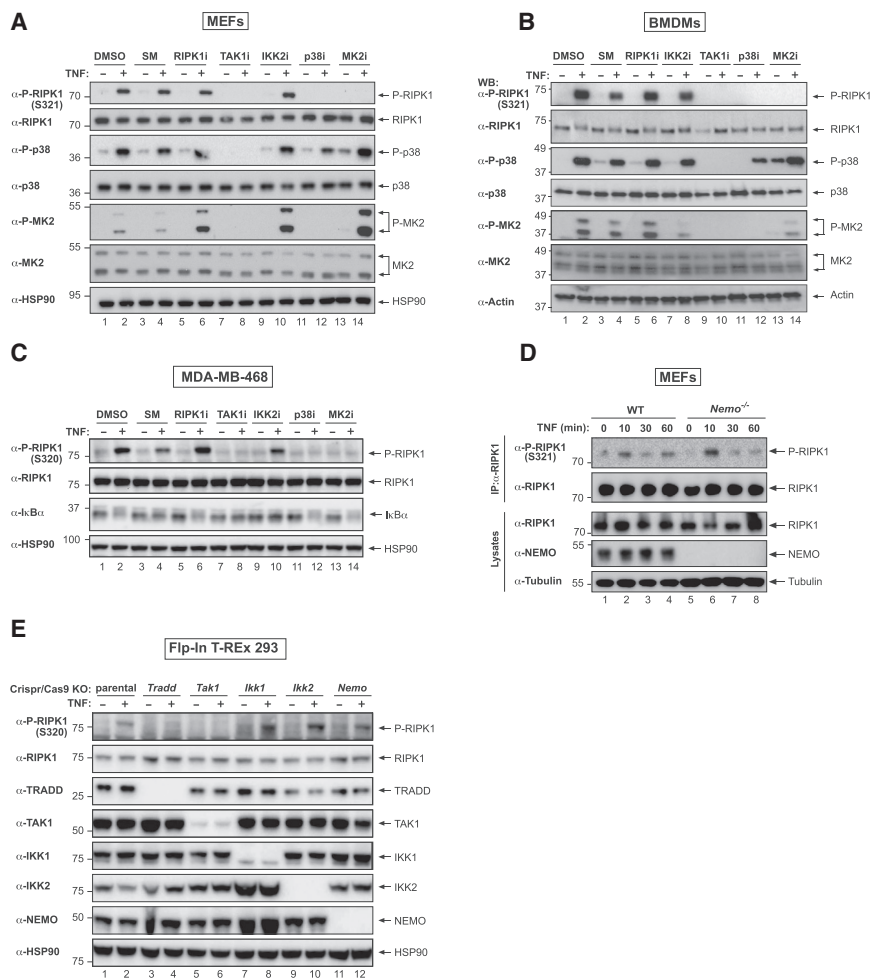 A
MEFs
DMSO SM RIPK1i TAK1i IKK2i p38i MK2i
TNF: – + – + – + – + – + – + – +
α-P-RIPK1 (S321) 70 P-RIPK1
α-RIPK1 70 RIPK1
α-P-p38 36 P-p38
α-p38 36 p38
α-P-MK2 55 P-MK2
α-MK2 55 MK2
α-HSP90 95 HSP90
1 2 3 4 5 6 7 8 9 10 11 12 13 14
B
BMDMs
DMSO SM RIPK1i IKK2i TAK1i p38i MK2i
WB: TNF: – + – + – + – + – + – + – +
α-P-RIPK1 (S321) 75 P-RIPK1
α-RIPK1 75 RIPK1
α-P-p38 49 37 P-p38
α-p38 37 p38
α-P-MK2 49 37 P-MK2
α-MK2 49 37 MK2
α-Actin 37 Actin
1 2 3 4 5 6 7 8 9 10 11 12 13 14
C
MDA-MB-468
DMSO SM RIPK1i TAK1i IKK2i p38i MK2i
TNF: – + – + – + – + – + – + – +
α-P-RIPK1 (S320) 75 P-RIPK1
α-RIPK1 75 RIPK1
α-IκBα 37 IκBα
α-HSP90 100 HSP90
1 2 3 4 5 6 7 8 9 10 11 12 13 14
D
MEFs
WT Nemo-/-
TNF (min): 0 10 30 60 0 10 30 60
IP:α-RIPK1
α-P-RIPK1 (S321) 70 P-RIPK1
α-RIPK1 70 RIPK1
Lysates
α-RIPK1 70 RIPK1
α-NEMO 55 NEMO
α-Tubulin 55 Tubulin
1 2 3 4 5 6 7 8
E
Flp-In T-REx 293
Crispr/Cas9 KO: parental Tradd Tak1 Ikk1 Ikk2 Nemo
TNF: – + – + – + – + – + – +
α-P-RIPK1 (S320) 75 P-RIPK1
α-RIPK1 75 RIPK1
α-TRADD 25 TRADD
α-TAK1 50 TAK1
α-IKK1 75 IKK1
α-IKK2 75 IKK2
α-NEMO 50 NEMO
α-HSP90 75 HSP90
1 2 3 4 5 6 7 8 9 10 11 12